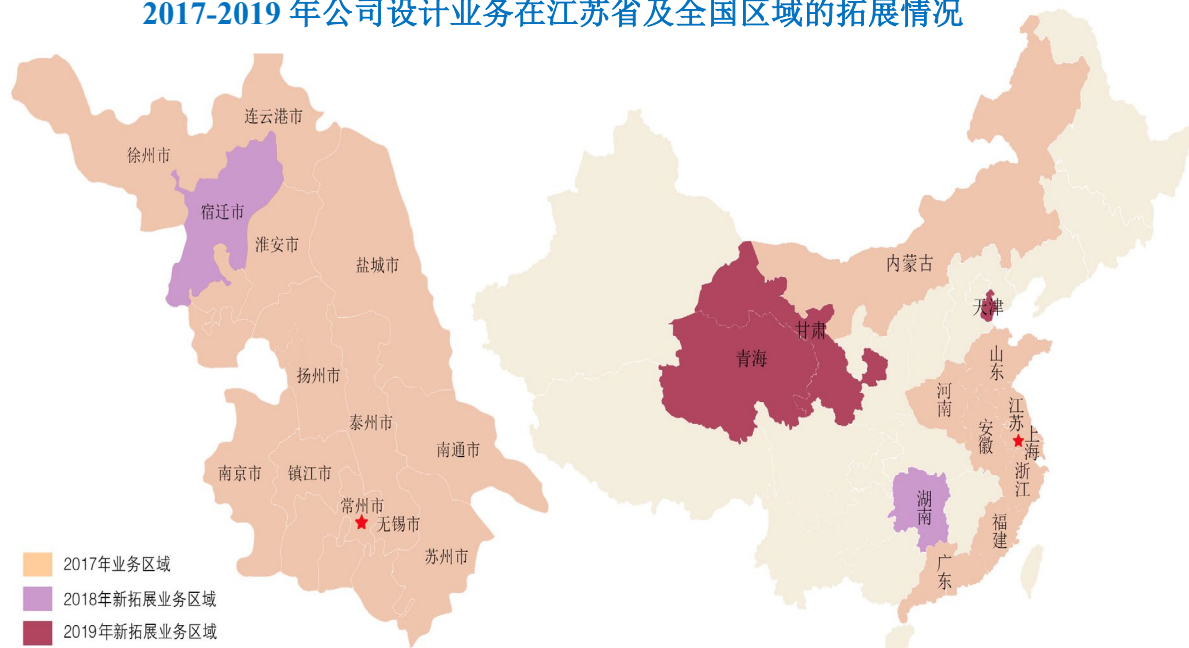 2017-2019 年公司设计业务在江苏省及全国区域的拓展情况
连云港市
徐州市
宿迁市
淮安市
盐城市
扬州市
泰州市
南通市
南京市
镇江市
常州市
无锡市
苏州市
内蒙古
天津
甘肃
青海
山东
河南
江苏
安徽
上海
浙江
湖南
福建
广东
2017年业务区域
2018年新拓展业务区域
2019年新拓展业务区域